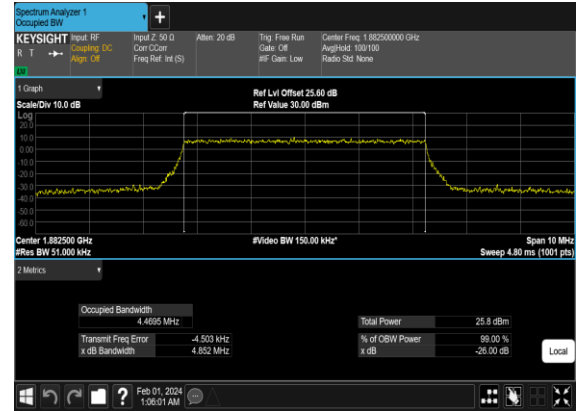 Spectrum Analyzer 1
Occupied BW
+
KEYSIGHT Input: RF Input Z: 50 Ω Atten: 20 dB Trig: Free Run Center Freq: 1.882500000 GHz
R T Coupling: DC Corr CCorr Gate: Off Avg|Hold: 100/100
Align: Off Freq Ref: Int (S) #IF Gain: Low Radio Std: None
LU
1 Graph
Ref Lvl Offset 25.60 dB
Scale/Div 10.0 dB Ref Value 30.00 dBm
Log
20.0
10.0
0.00
-10.0
-20.0
-30.0
-40.0
-50.0
-60.0
Center 1.882500 GHz #Video BW 150.00 kHz* Span 10 MHz
#Res BW 51.000 kHz Sweep 4.80 ms (1001 pts)
2 Metrics
Occupied Bandwidth
4.4695 MHz Total Power 25.8 dBm
Transmit Freq Error -4.503 kHz % of OBW Power 99.00 %
x dB Bandwidth 4.852 MHz x dB -26.00 dB
Local
? Feb 01, 2024
1:06:01 AM